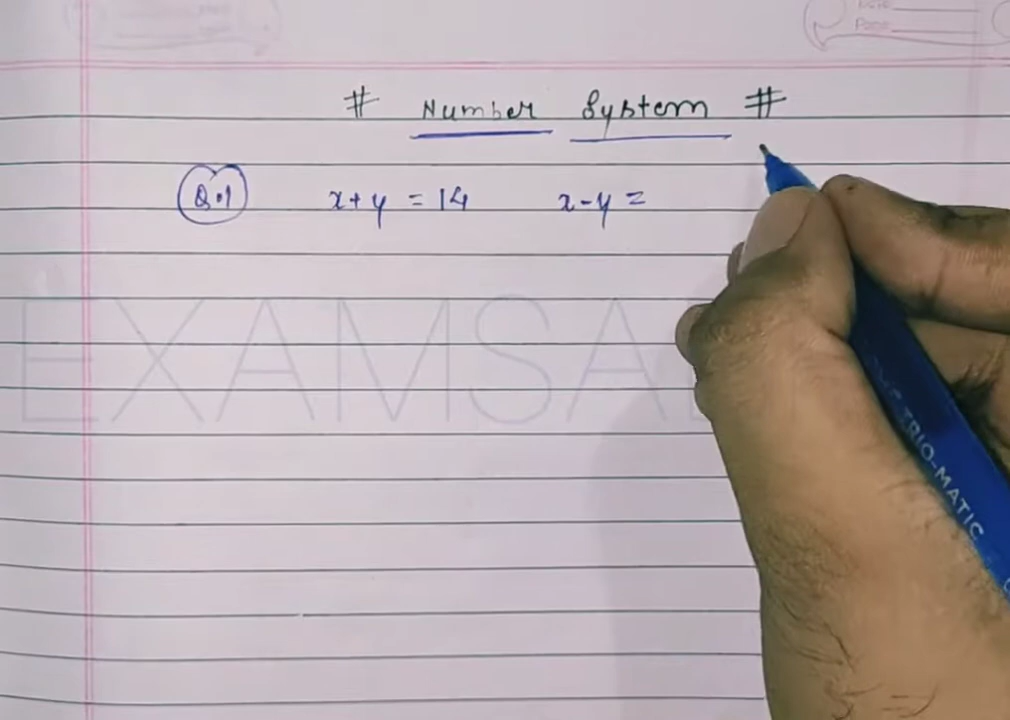 # Number System #
Q.1 x+y = 14 x-y =
EXAMSA
TRIO-MATIC